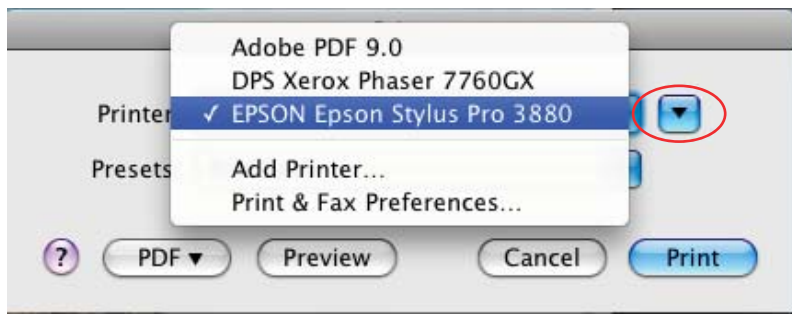 Adobe PDF 9.0
DPS Xerox Phaser 7760GX
Printer ✓ EPSON Epson Stylus Pro 3880
Presets Add Printer...
Print & Fax Preferences...
? PDF ▼ Preview Cancel Print